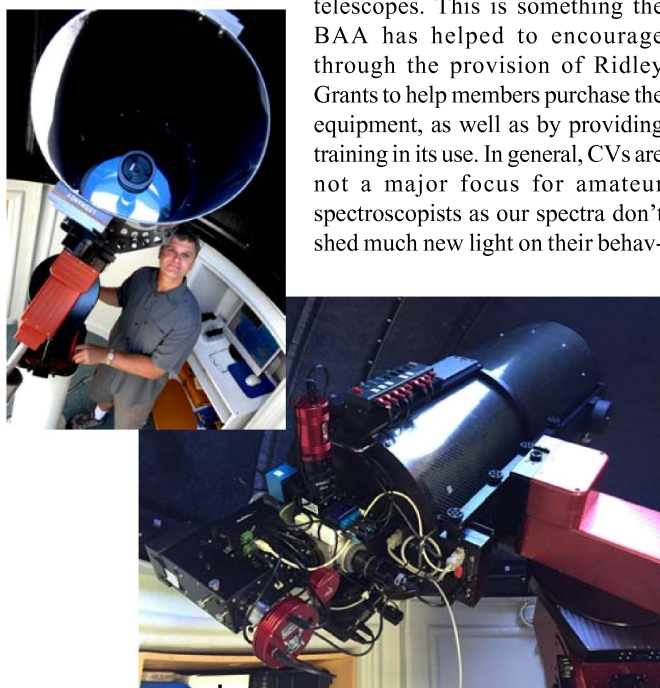 telescopes. This is something the
BAA has helped to encourage
through the provision of Ridley
Grants to help members purchase the
equipment, as well as by providing
training in its use. In general, CVs are
not a major focus for amateur
spectroscopists as our spectra don't
shed much new light on their behav-